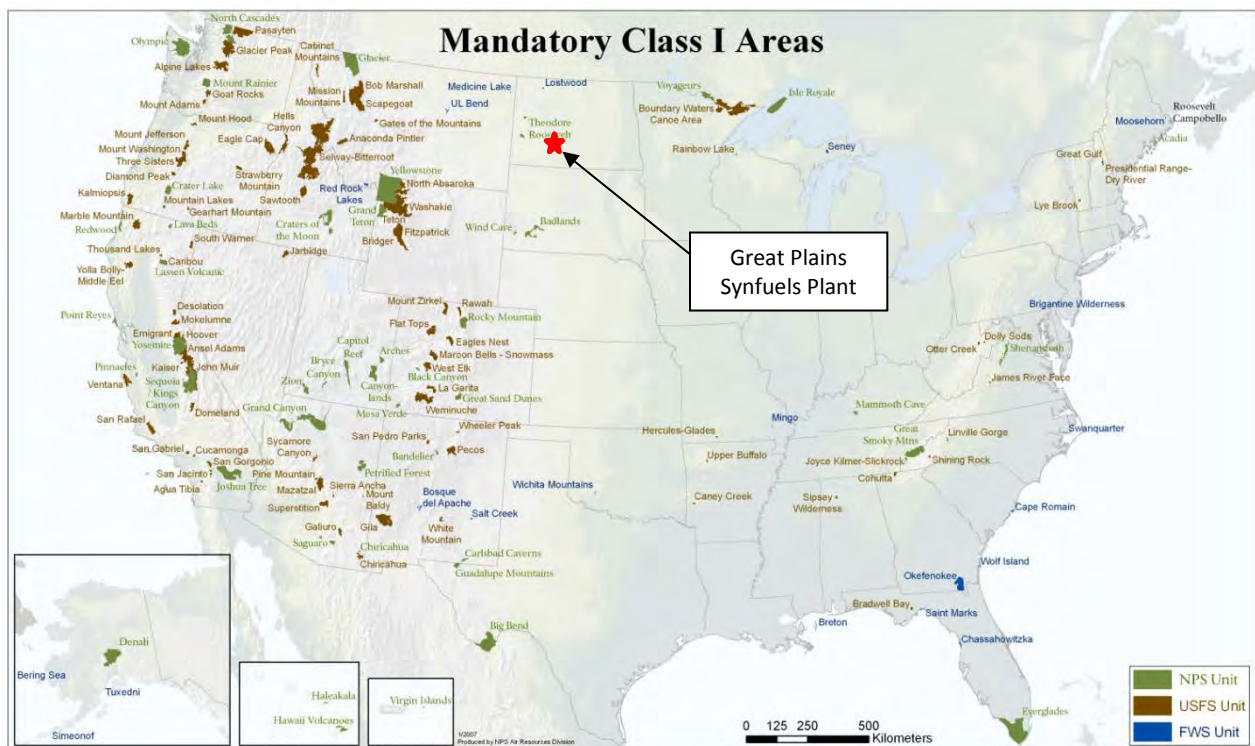 Mandatory Class I Areas
North Cascades
Pasayten
Olympic
Glacier Peak
Alpine Lakes
Cabinet
Mountains
Glacier
Mount Rainier
Goat Rocks
Mount Adams
Mission
Mountains
Bob Marshall
Scapegoat
Medicine Lake
UL Bend
Lostwood
Voyageurs
Isle Royale
Boundary Waters
Canoe Area
Roosevelt
Campobello
Moosehorn
Acadia
Mount Hood
Hells
Canyon
Gates of the Mountains
Theodore
Roosevelt
Mount Jefferson
Mount Washington
Three Sisters
Diamond Peak
Eagle Cap
Anaconda Pintler
Selway-Bitterroot
Rainbow Lake
Seney
Great Gulf
Presidential Range-
Dry River
Strawberry
Mountain
Yellowstone
North Absaroka
Kalmiopsis
Crater Lake
Mountain Lakes
Gearhart Mountain
Sawtooth
Red Rock
Lakes
Grand
Teton
Teton
Washakie
Fitzpatrick
Bridger
Lye Brook
Marble Mountain
Redwood
Lava Beds
South Warner
Craters of
the Moon
Jarbidge
Wind Cave
Badlands
Thousand Lakes
Caribou
Lassen Volcanic
Yolla Bolly-
Middle Eel
Great Plains
Synfuels Plant
Point Reyes
Desolation
Mokelumne
Emigrant
Hoover
Yosemite
Ansel Adams
Kaiser
John Muir
Pinnacles
Ventana
Sequoia
Kings
Canyon
Domeland
San Rafael
Mount Zirkel
Rawah
Rocky Mountain
Flat Tops
Eagles Nest
Maroon Bells - Snowmass
West Elk
Black Canyon
La Garita
Great Sand Dunes
Weminuche
Capitol
Reef
Arches
Bryce
Canyon
Zion
Canyon-
lands
Mesa Verde
Grand Canyon
Brigantine Wilderness
Dolly Sods
Otter Creek
Shenandoah
James River Face
Mammoth Cave
Mingo
Hercules-Glades
Upper Buffalo
Caney Creek
Great
Smoky Mtns
Linville Gorge
Swanquarter
Joyce Kilmer-Slickrock
Shining Rock
Cohutta
Sipsey
Wilderness
Cape Romain
San Gabriel
Cucamonga
San Gorgonio
San Jacinto
Agua Tibia
Joshua Tree
Sycamore
Canyon
Pine Mountain
Mazatzal
Superstition
Sierra Ancha
Mount
Baldy
Petrified Forest
San Pedro Parks
Wheeler Peak
Bandelier
Pecos
Bosque
del Apache
Salt Creek
White
Mountain
Wichita Mountains
Galiuro
Gila
Saguaro
Chiricahua
Chiricahua
Carlsbad Caverns
Guadalupe Mountains
Big Bend
Wolf Island
Okefenokee
Bradwell Bay
Saint Marks
Breton
Chassahowitzka
Everglades
Denali
Bering Sea
Tuxedni
Simeonof
Haleakala
Hawaii Volcanoes
Virgin Islands
1/2007
Produced by NPS Air Resources Division
0 125 250 500
Kilometers
NPS Unit
USFS Unit
FWS Unit